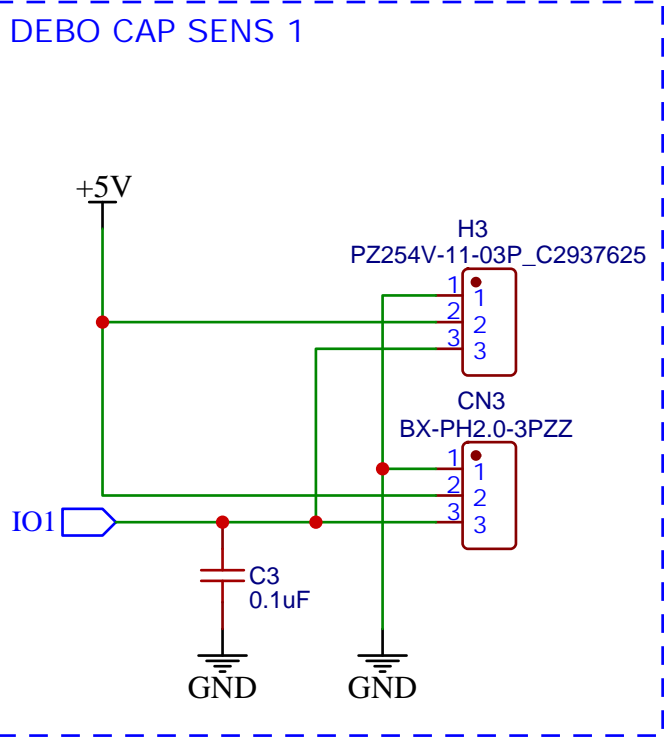 DEBO CAP SENS 1
+5V
H3
PZ254V-11-03P_C2937625
1 1
2 2
3 3
CN3
BX-PH2.0-3PZZ
1 1
2 2
3 3
IO1
C3
0.1uF
GND GND